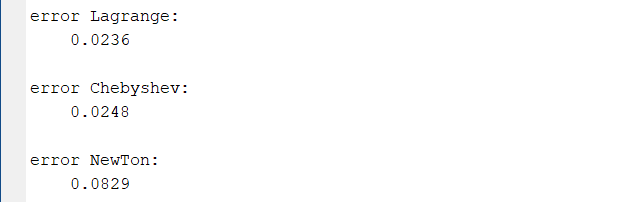 error Lagrange:
0.0236
error Chebyshev:
0.0248
error NewTon:
0.0829